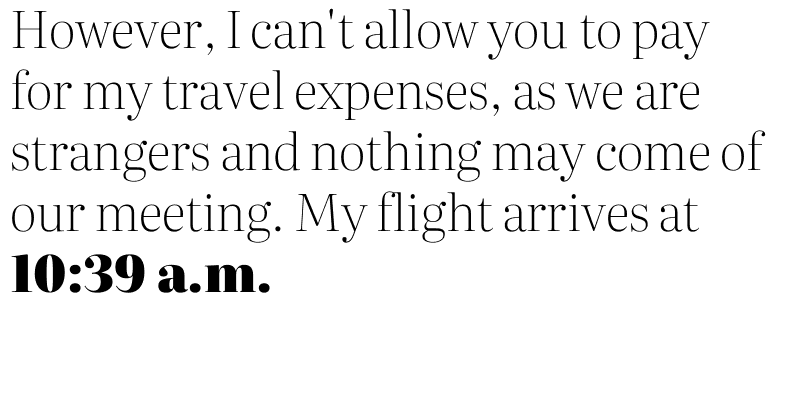 However, I can't allow you to pay
for my travel expenses, as we are
strangers and nothing may come of
our meeting. My flight arrives at
10:39 a.m.